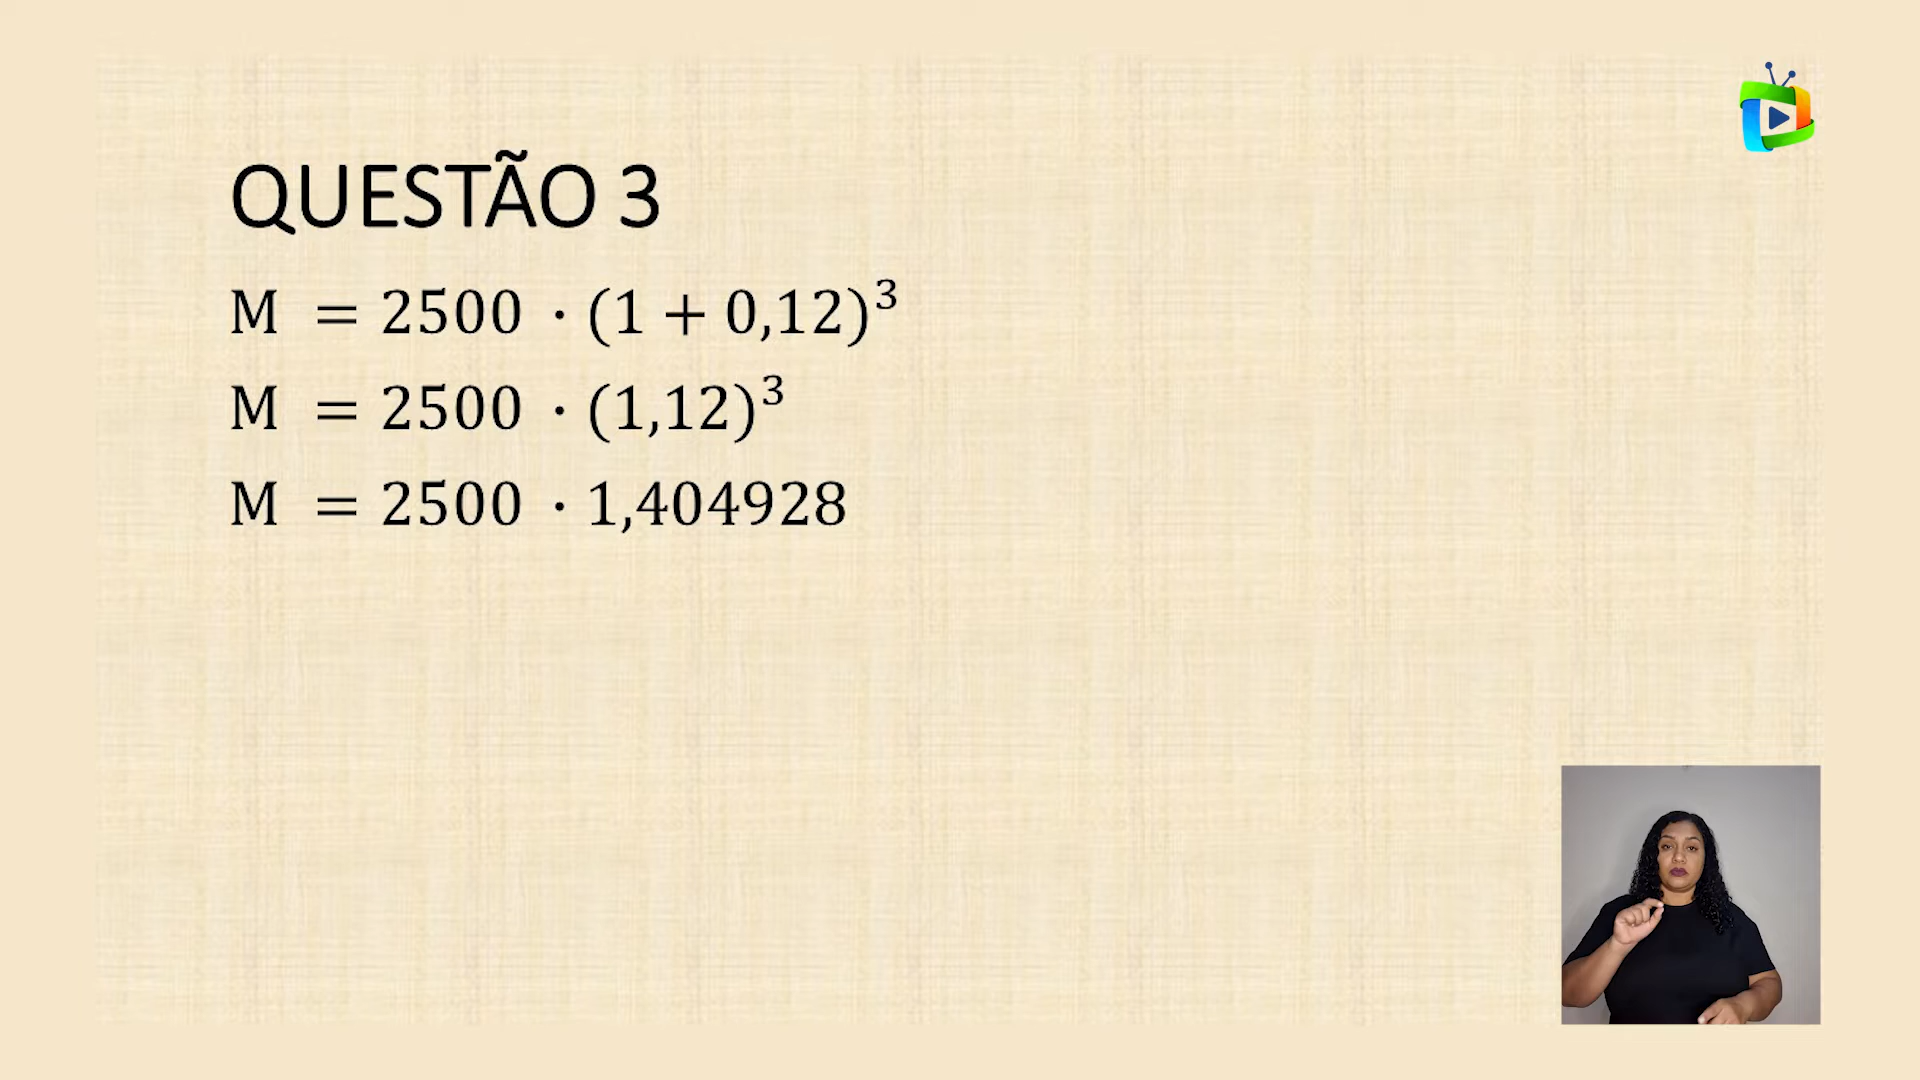 QUESTÃO 3
M = 2500 · (1 + 0,12)³
M = 2500 · (1,12)³
M = 2500 · 1,404928